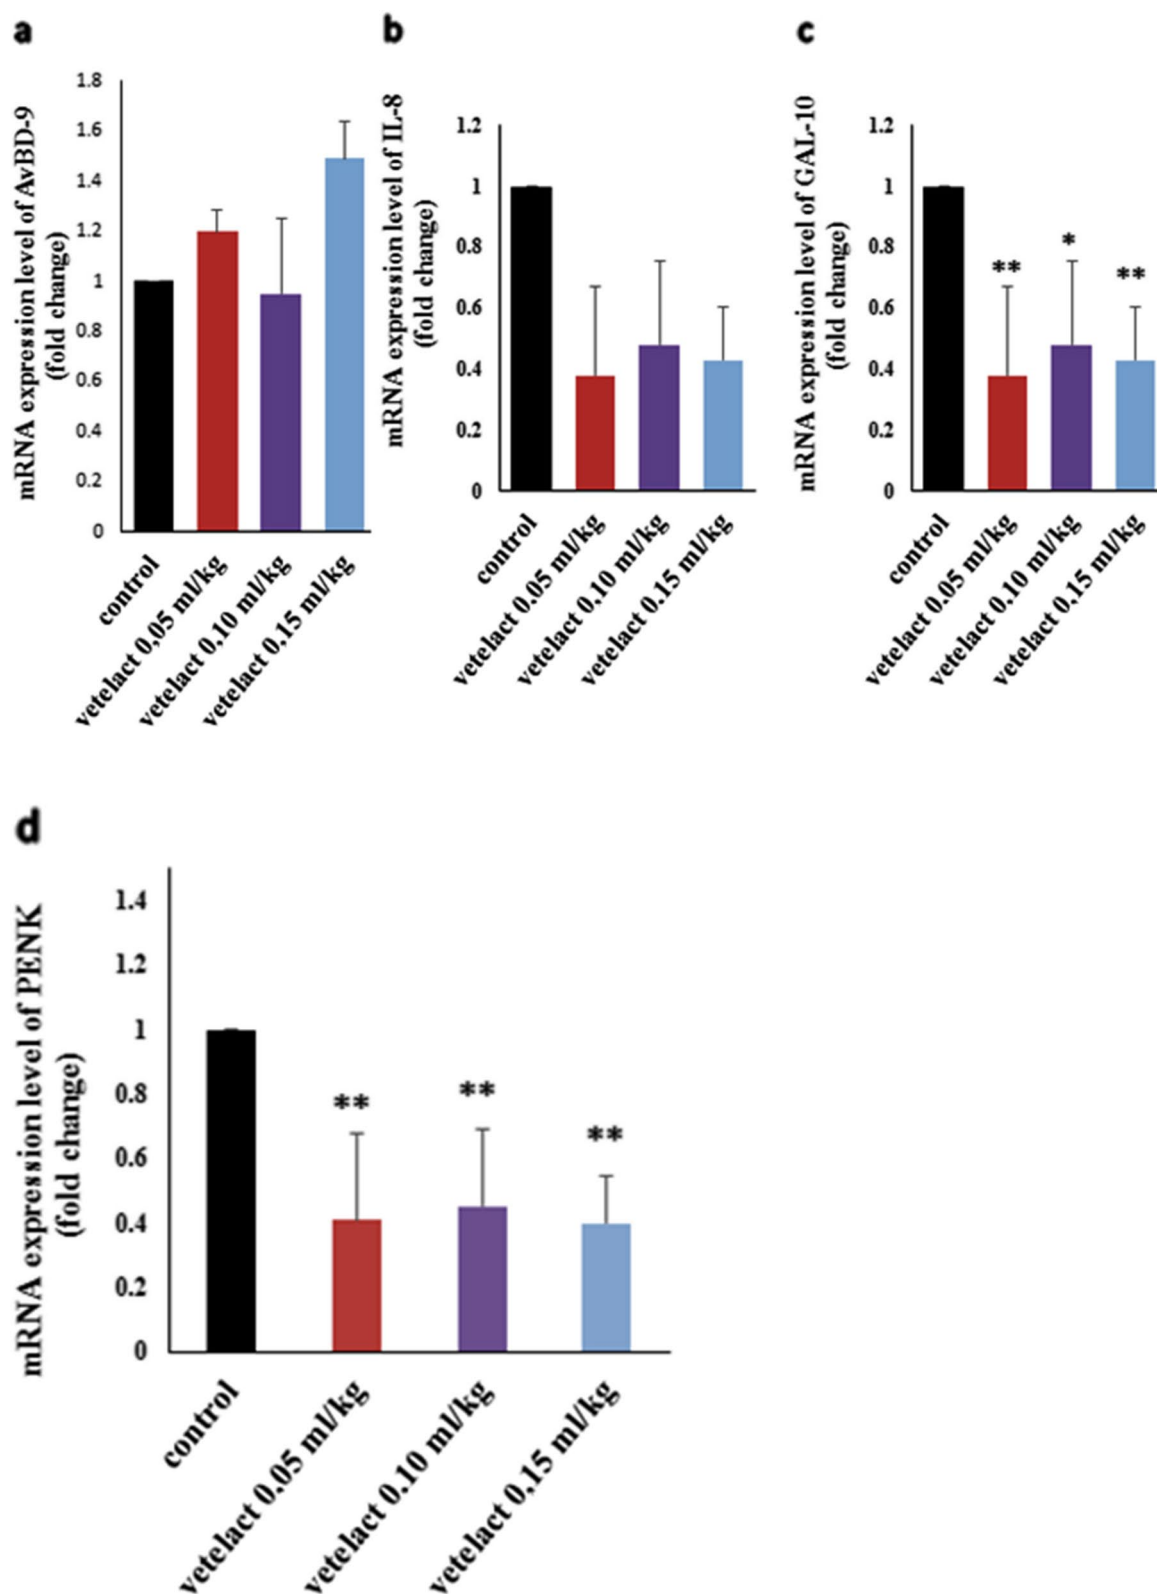 a
mRNA expression level of AvBD-9
(fold change)
1.8
1.6
1.4
1.2
1
0.8
0.6
0.4
0.2
0
control
vetelact 0,05 ml/kg
vetelact 0,10 ml/kg
vetelact 0,15 ml/kg
b
mRNA expression level of IL-8
(fold change)
1.2
1
0.8
0.6
0.4
0.2
0
control
vetelact 0.05 ml/kg
vetelact 0,10 ml/kg
vetelact 0.15 ml/kg
c
mRNA expression level of GAL-10
(fold change)
1.2
1
0.8
0.6
0.4
0.2
0
**
*
**
control
vetelact 0.05 ml/kg
vetelact 0.10 ml/kg
vetelact 0,15 ml/kg
d
mRNA expression level of PENK
(fold change)
1.4
1.2
1
0.8
0.6
0.4
0.2
0
**
**
**
control
vetelact 0.05 ml/kg
vetelact 0.10 ml/kg
vetelact 0,15 ml/kg